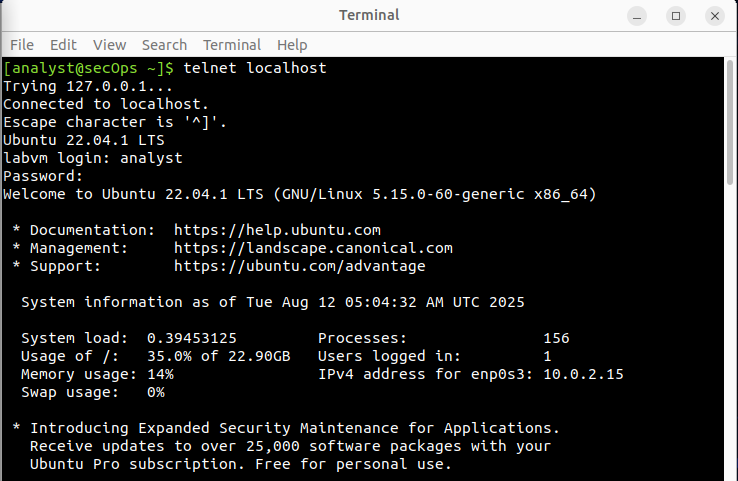 Terminal
File Edit View Search Terminal Help
[analyst@secOps ~]$ telnet localhost
Trying 127.0.0.1...
Connected to localhost.
Escape character is '^]'.
Ubuntu 22.04.1 LTS
labvm login: analyst
Password:
Welcome to Ubuntu 22.04.1 LTS (GNU/Linux 5.15.0-60-generic x86_64)
* Documentation:  https://help.ubuntu.com
* Management:     https://landscape.canonical.com
* Support:        https://ubuntu.com/advantage
System information as of Tue Aug 12 05:04:32 AM UTC 2025
System load:  0.39453125         Processes:               156
Usage of /:   35.0% of 22.90GB   Users logged in:         1
Memory usage: 14%                IPv4 address for enp0s3: 10.0.2.15
Swap usage:   0%
* Introducing Expanded Security Maintenance for Applications.
Receive updates to over 25,000 software packages with your
Ubuntu Pro subscription. Free for personal use.